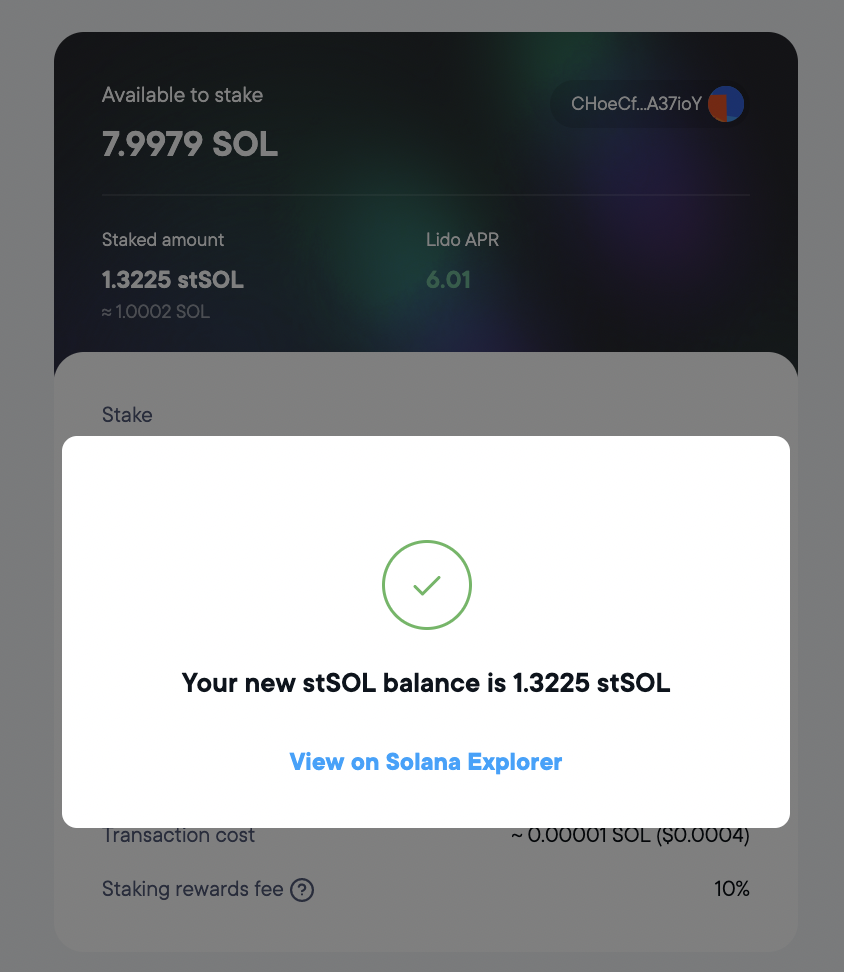 Available to stake
CHoeCf...A37ioY
7.9979 SOL
Staked amount
Lido APR
1.3225 stSOL
6.01
≈ 1.0002 SOL
Stake
Your new stSOL balance is 1.3225 stSOL
View on Solana Explorer
Transaction cost
~ 0.00001 SOL ($0.0004)
Staking rewards fee ?
10%